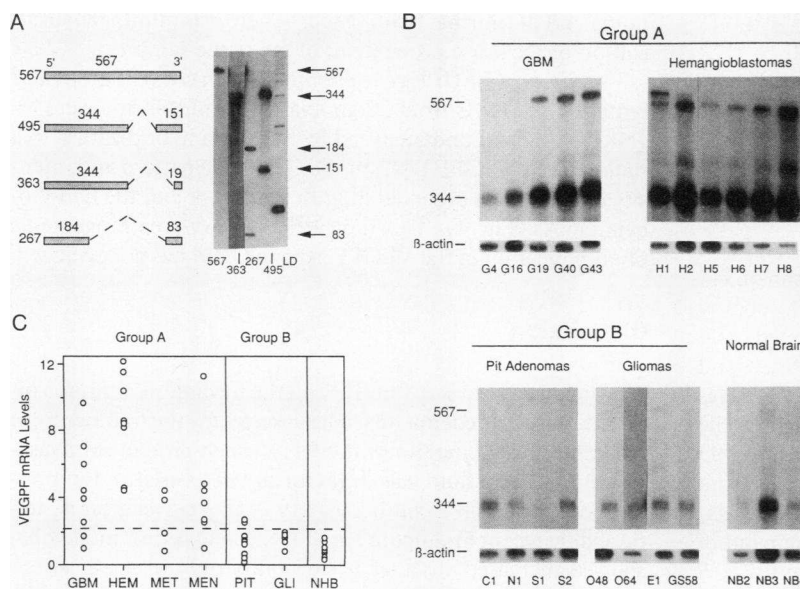 A
5' 567 3'
567
344 151
495
344 19
363
184 83
267
567
344
184
151
83
567 363 267 495 LD
B
Group A
GBM Hemangioblastomas
567
344
ß-actin
G4 G16 G19 G40 G43 H1 H2 H5 H6 H7 H8
Group B
Pit Adenomas Gliomas Normal Brain
567
344
ß-actin
C1 N1 S1 S2 O48 O64 E1 GS58 NB2 NB3
C
Group A Group B
VEGPF mRNA Levels
12
8
4
0
GBM HEM MET MEN PIT GLI NHB